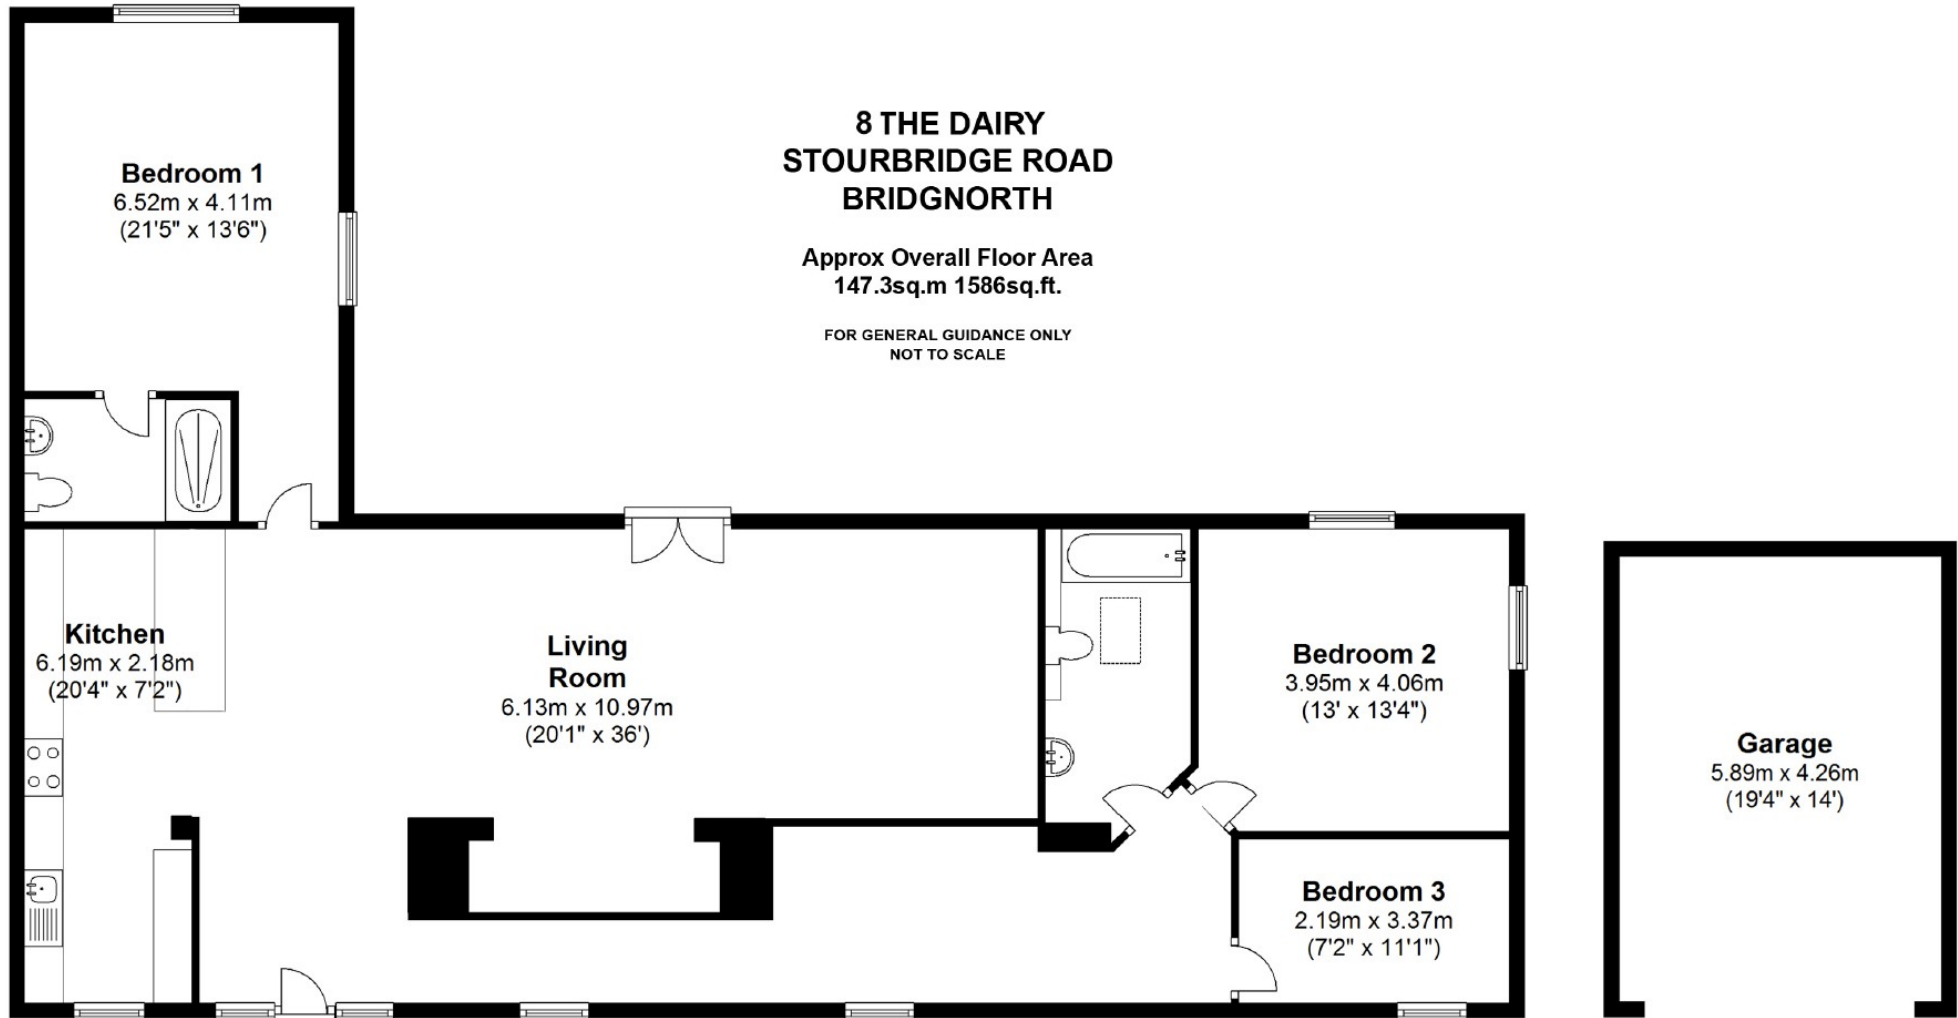 8 THE DAIRY
STOURBRIDGE ROAD
BRIDGNORTH
Approx Overall Floor Area
147.3sq.m 1586sq.ft.
FOR GENERAL GUIDANCE ONLY
NOT TO SCALE
Bedroom 1
6.52m x 4.11m
(21'5" x 13'6")
Kitchen
6.19m x 2.18m
(20'4" x 7'2")
Living
Room
6.13m x 10.97m
(20'1" x 36')
Bedroom 2
3.95m x 4.06m
(13' x 13'4")
Bedroom 3
2.19m x 3.37m
(7'2" x 11'1")
Garage
5.89m x 4.26m
(19'4" x 14')